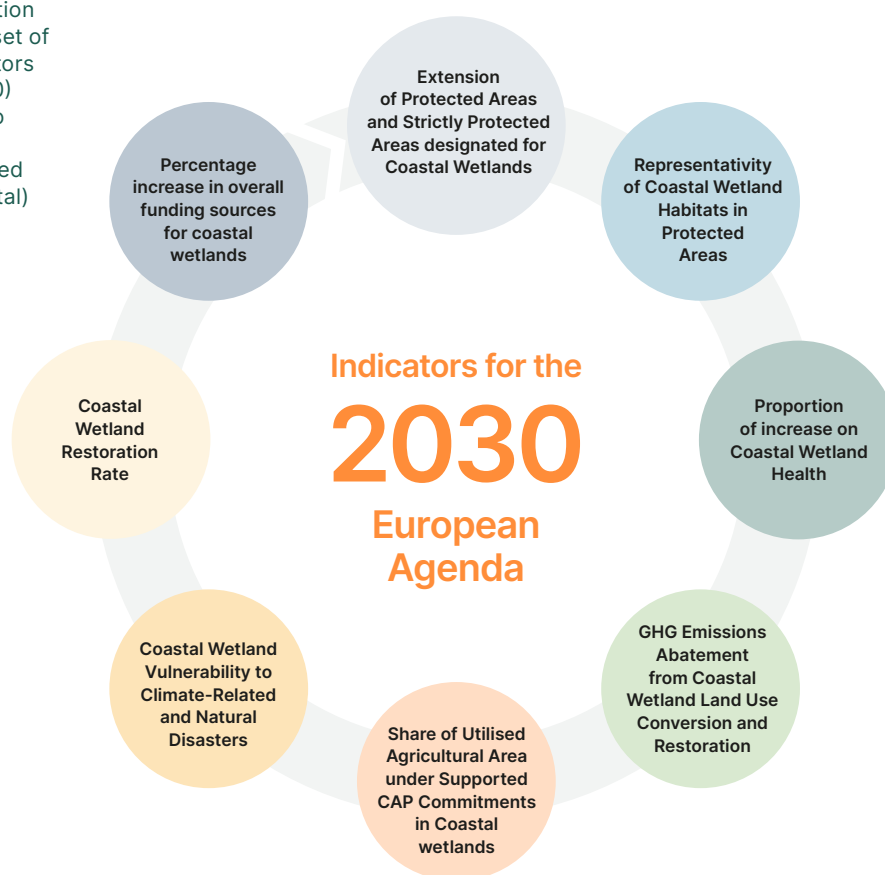 set of
Extension
of Protected Areas
and Strictly Protected
Areas designated for
Coastal Wetlands
Representativity
of Coastal Wetland
Habitats in
Protected
Areas
Proportion
of increase on
Coastal Wetland
Health
GHG Emissions
Abatement
from Coastal
Wetland Land Use
Conversion and
Restoration
Share of Utilised
Agricultural Area
under Supported
CAP Commitments
in Coastal
wetlands
Coastal Wetland
Vulnerability to
Climate-Related
and Natural
Disasters
Coastal
Wetland
Restoration
Rate
Percentage
increase in overall
funding sources
for coastal
wetlands
Indicators for the
2030
European
Agenda